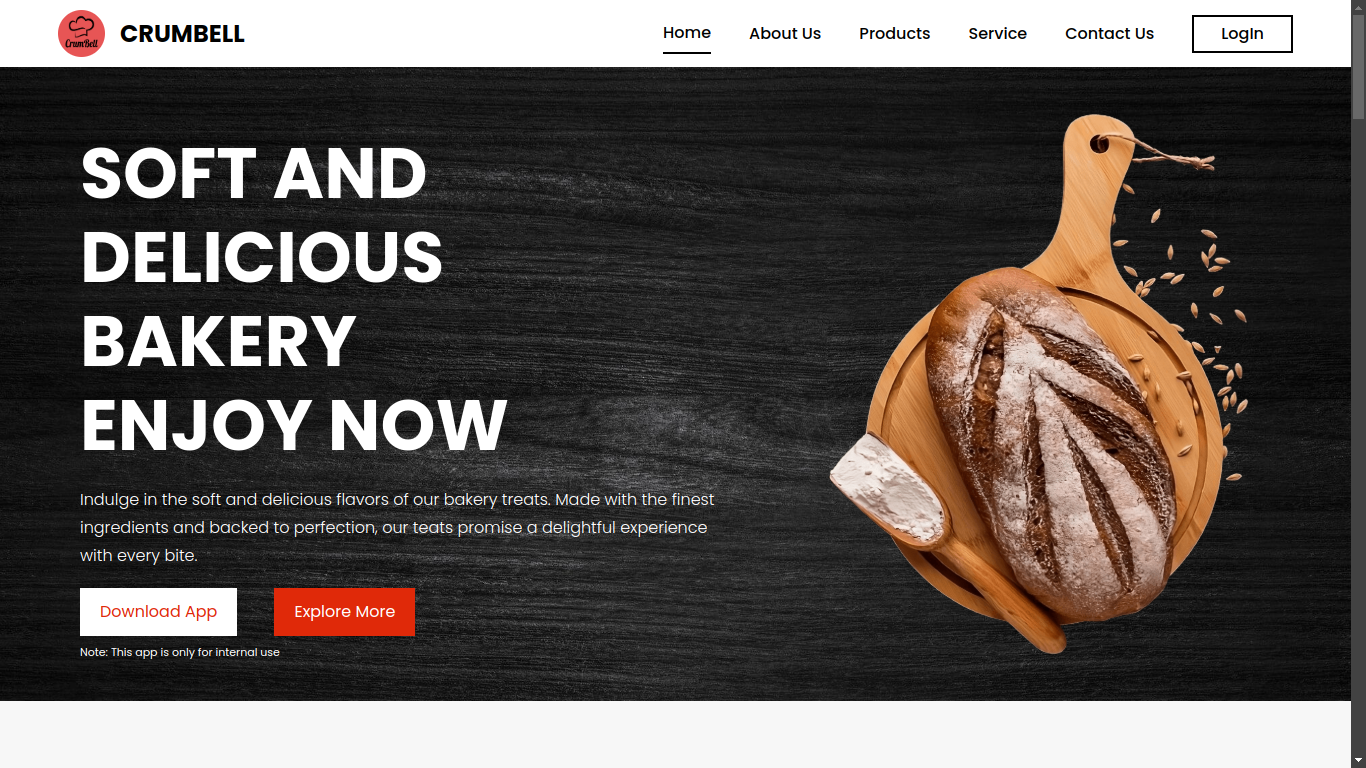 CrumBell
CRUMBELL
Home
About Us
Products
Service
Contact Us
LogIn
SOFT AND
DELICIOUS
BAKERY
ENJOY NOW
Indulge in the soft and delicious flavors of our bakery treats. Made with the finest
ingredients and backed to perfection, our teats promise a delightful experience
with every bite.
Download App
Explore More
Note: This app is only for internal use